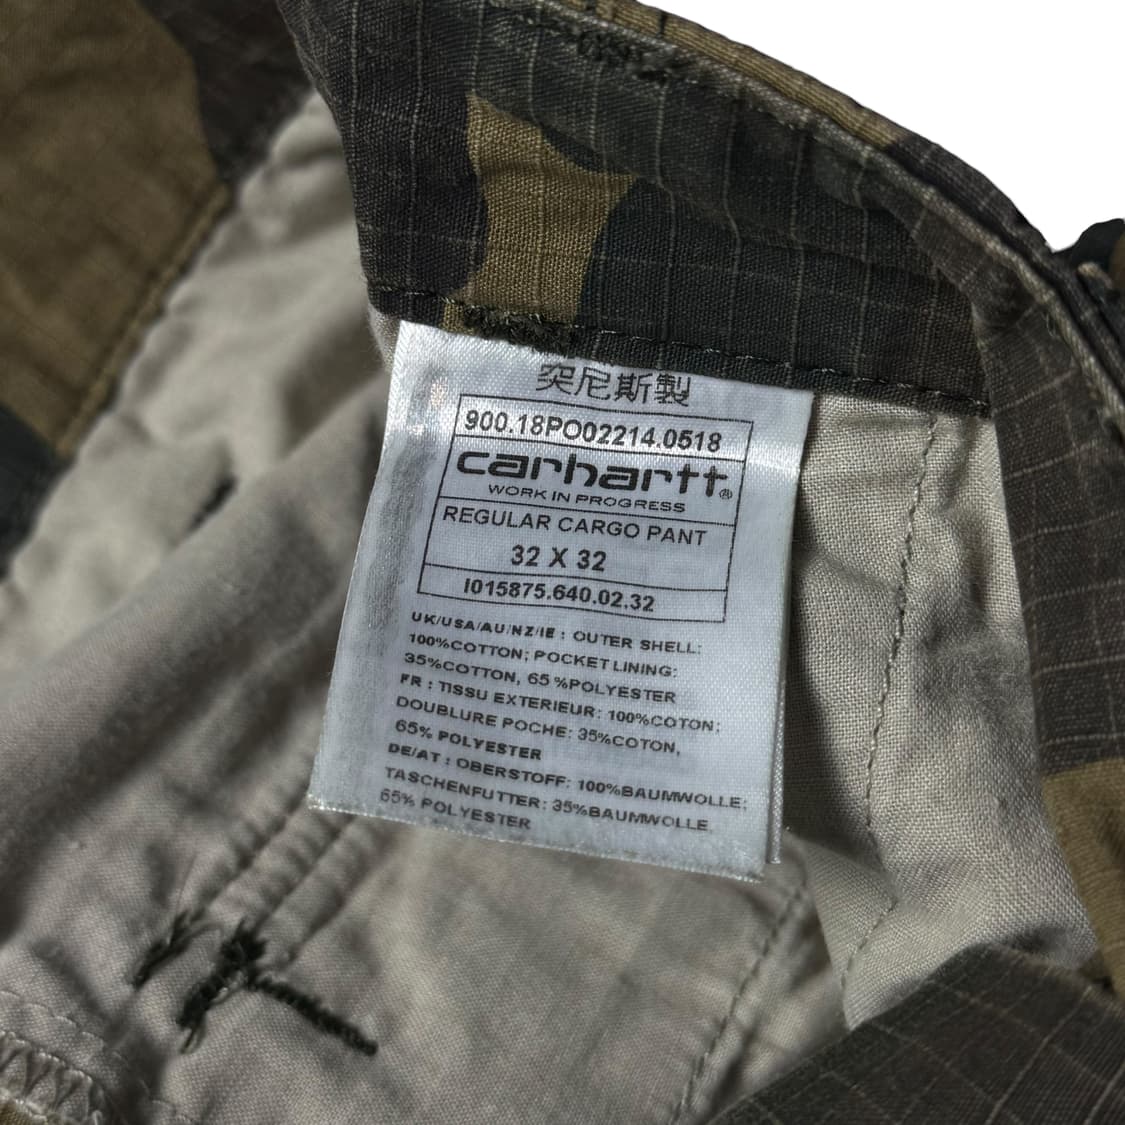 突尼斯製
900.18PO02214.0518
carhartt®
WORK IN PROGRESS
REGULAR CARGO PANT
32 X 32
I015875.640.02.32
UK/USA/AU/NZ/IE : OUTER SHELL:
100%COTTON; POCKET LINING:
35%COTTON, 65 %POLYESTER
FR : TISSU EXTERIEUR: 100%COTON;
DOUBLURE POCHE: 35%COTON,
65% POLYESTER
DE/AT : OBERSTOFF: 100%BAUMWOLLE;
TASCHENFUTTER: 35%BAUMWOLLE,
65% POLYESTER